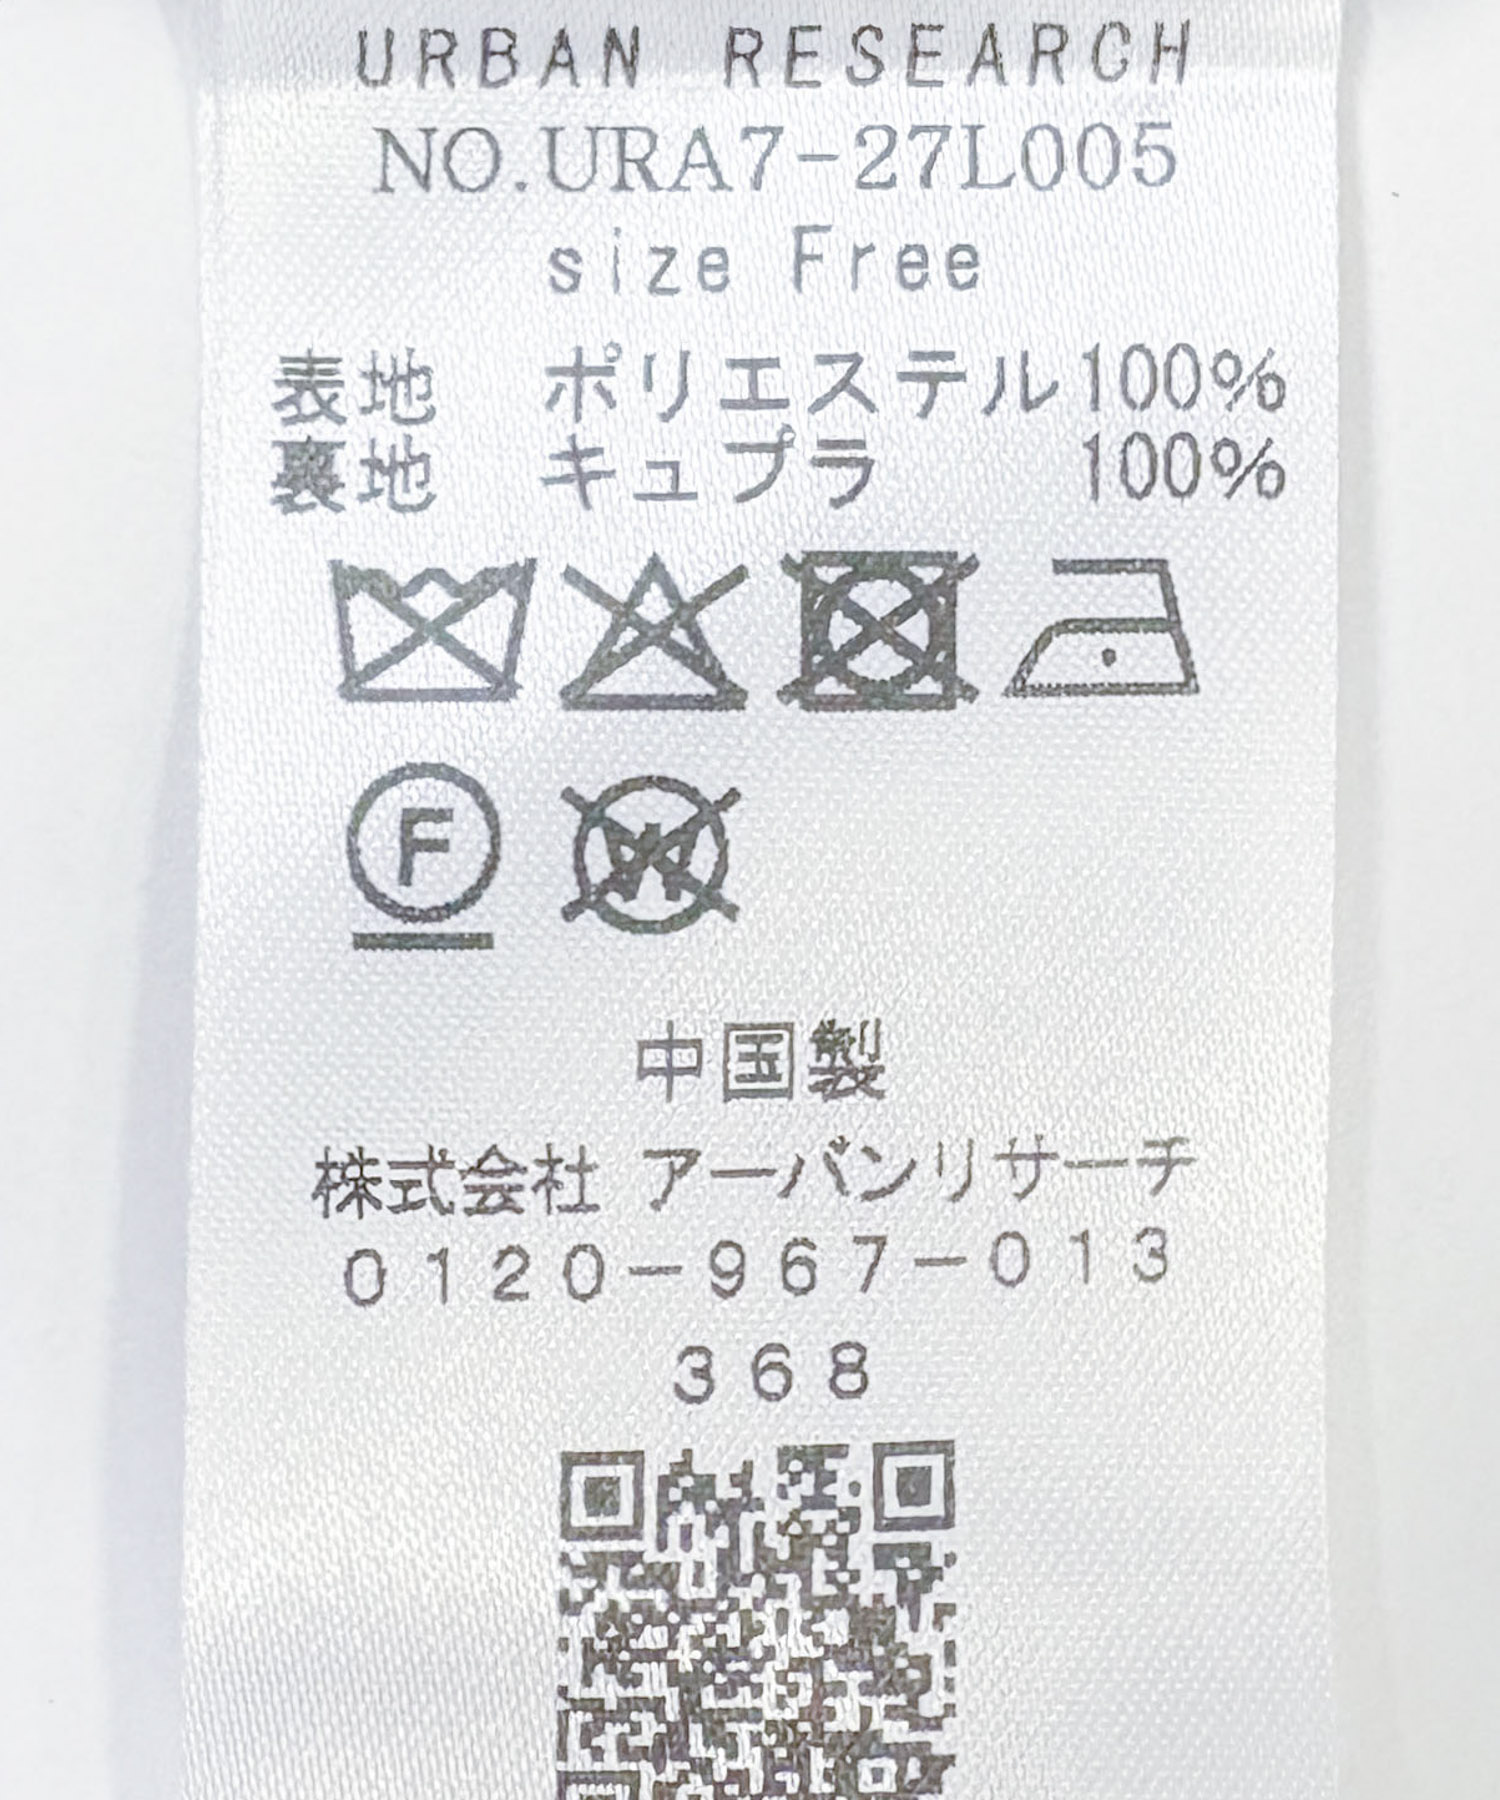 URBAN RESEARCH
NO.URA7-27L005
size Free
表地 ポリエステル100%
裏地 キュプラ 100%
F
W
中国製
株式会社 アーバンリサーチ
0120-967-013
368